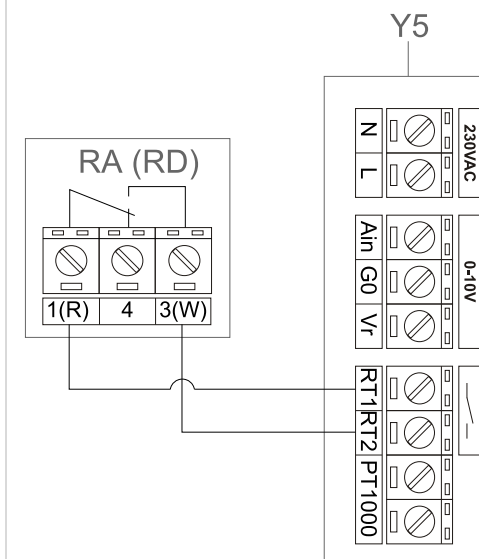 Y5
RA (RD)
1(R) 4 3(W)
N
L
230VAC
Ain
G0
Vr
0-10V
RT1
RT2
PT1000